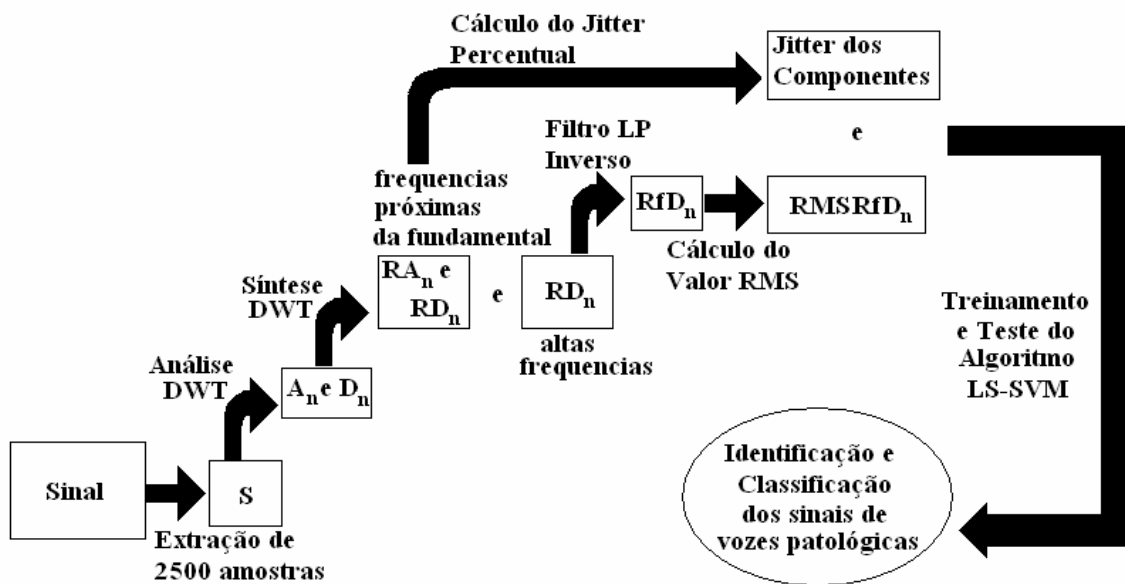 Cálculo do Jitter
Percentual
Jitter dos
Componentes
e
Filtro LP
Inverso
frequencias
próximas
da fundamental
RfDn
RMSRfDn
Cálculo do
Valor RMS
Síntese
DWT
RAn e
RDn
e
RDn
altas
frequencias
Análise
DWT
An e Dn
Treinamento
e Teste do
Algoritmo
LS-SVM
Sinal
S
Extração de
2500 amostras
Identificação e
Classificação
dos sinais de
vozes patológicas